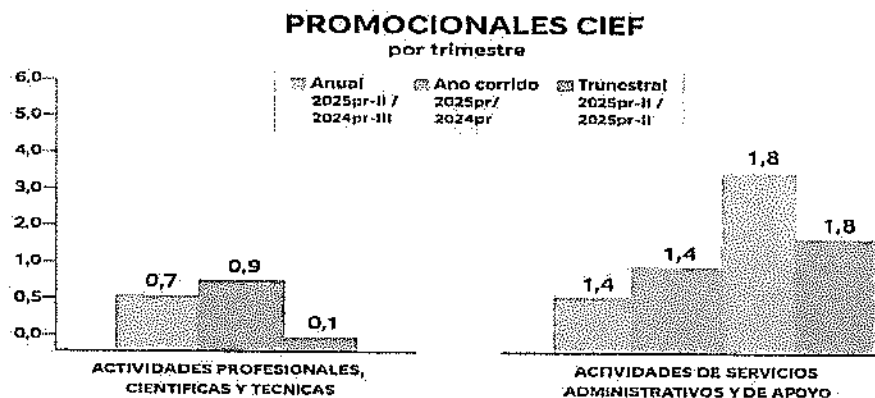 PROMOCIONALES CIEF
por trimestre
Anual
2025pr-II /
2024pr-III
Ano corrido
2025pr/
2024pr
Trunestral
2025pr-II /
2025pr-II
6,0
5,0
4,0
3,0
2,0
1,0
0,5
0,0
0,7
0,9
0,1
1,4
1,4
1,8
1,8
ACTIVIDADES PROFESIONALES,
CIENTIFICAS Y TECNICAS
ACTIVIDADES DE SERVICIOS
ADMINISTRATIVOS Y DE APOYO